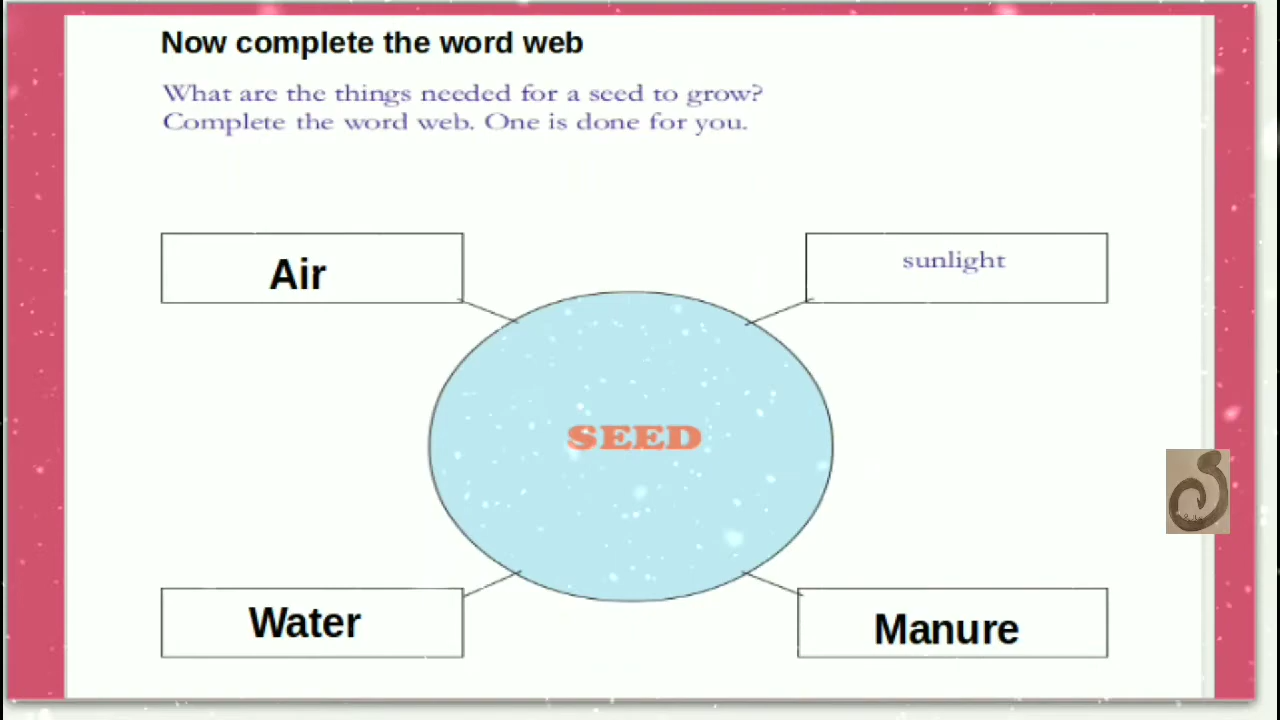 Now complete the word web
What are the things needed for a seed to grow?
Complete the word web. One is done for you.
Air
sunlight
SEED
Water
Manure